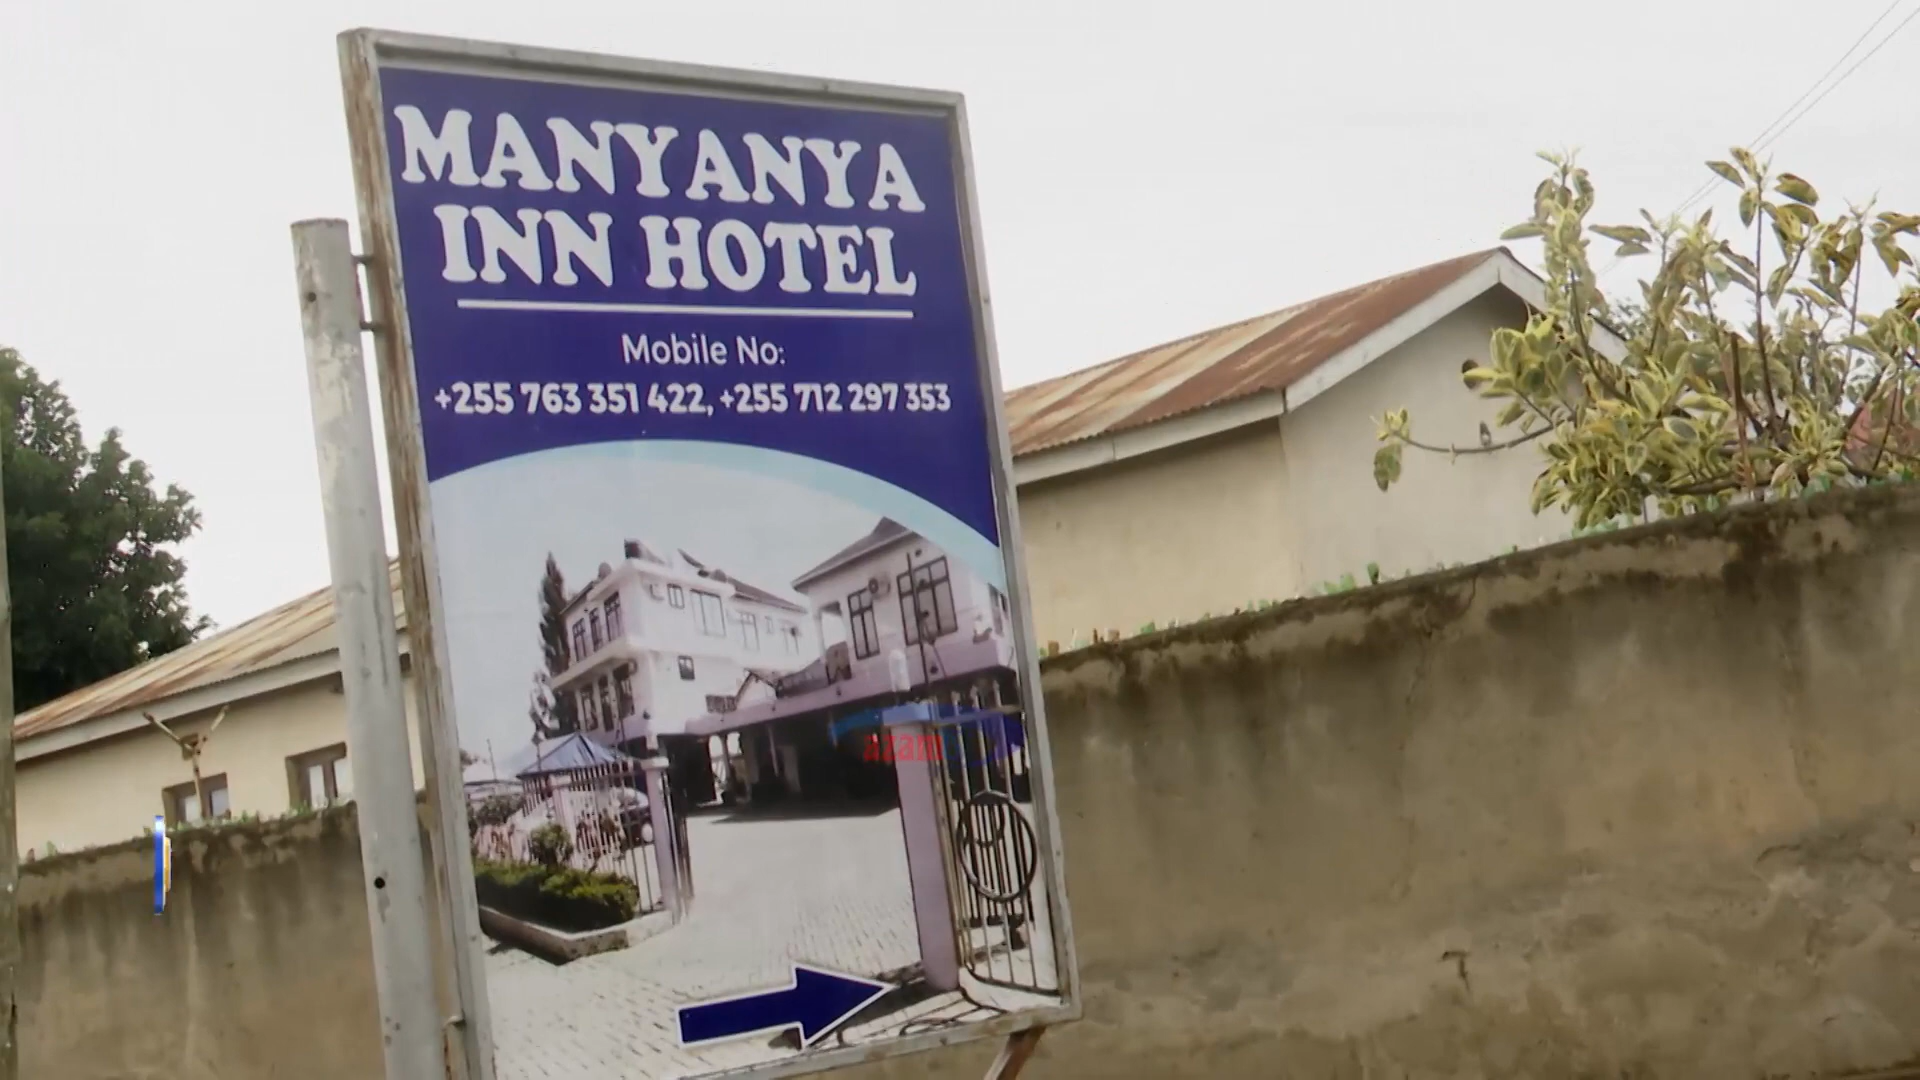 MANYANYA
INN HOTEL
Mobile No:
+255 763 351 422, +255 712 297 353
azam